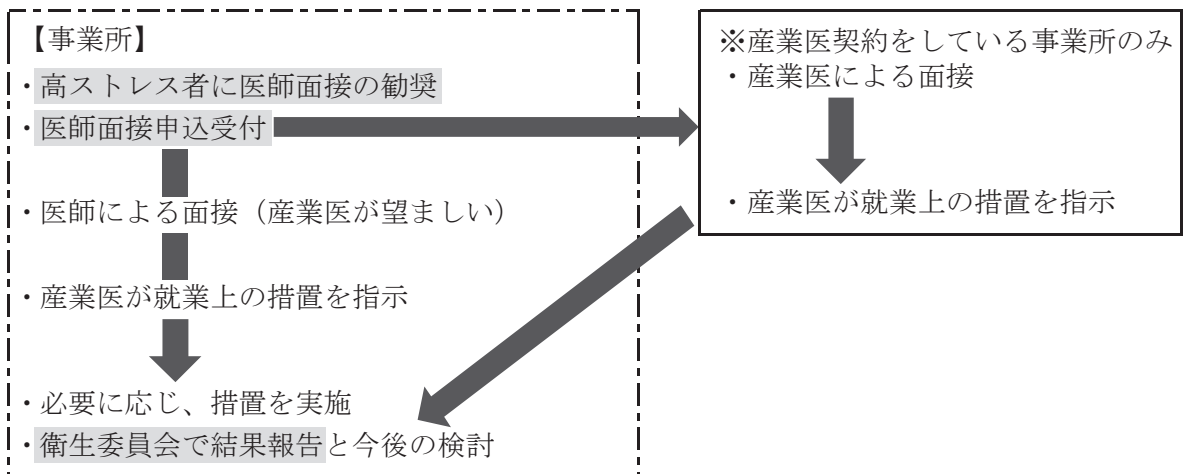 【事業所】
・高ストレス者に医師面接の勧奨
・医師面接申込受付
・医師による面接（産業医が望ましい）
・産業医が就業上の措置を指示
・必要に応じ、措置を実施
・衛生委員会で結果報告と今後の検討
※産業医契約をしている事業所のみ
・産業医による面接
・産業医が就業上の措置を指示